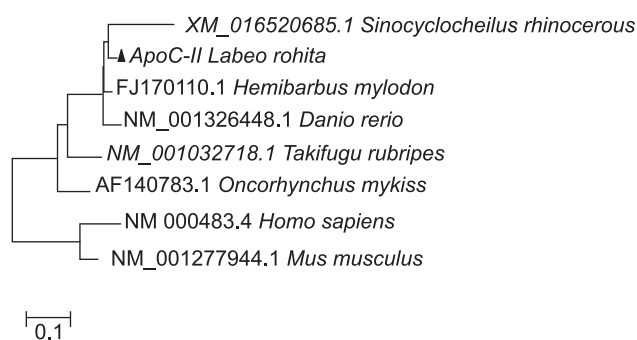 XM_016520685.1 Sinocyclocheilus rhinocerous
ApoC-II Labeo rohita
FJ170110.1 Hemibarbus mylodon
NM_001326448.1 Danio rerio
NM_001032718.1 Takifugu rubripes
AF140783.1 Oncorhynchus mykiss
NM 000483.4 Homo sapiens
NM_001277944.1 Mus musculus
0.1